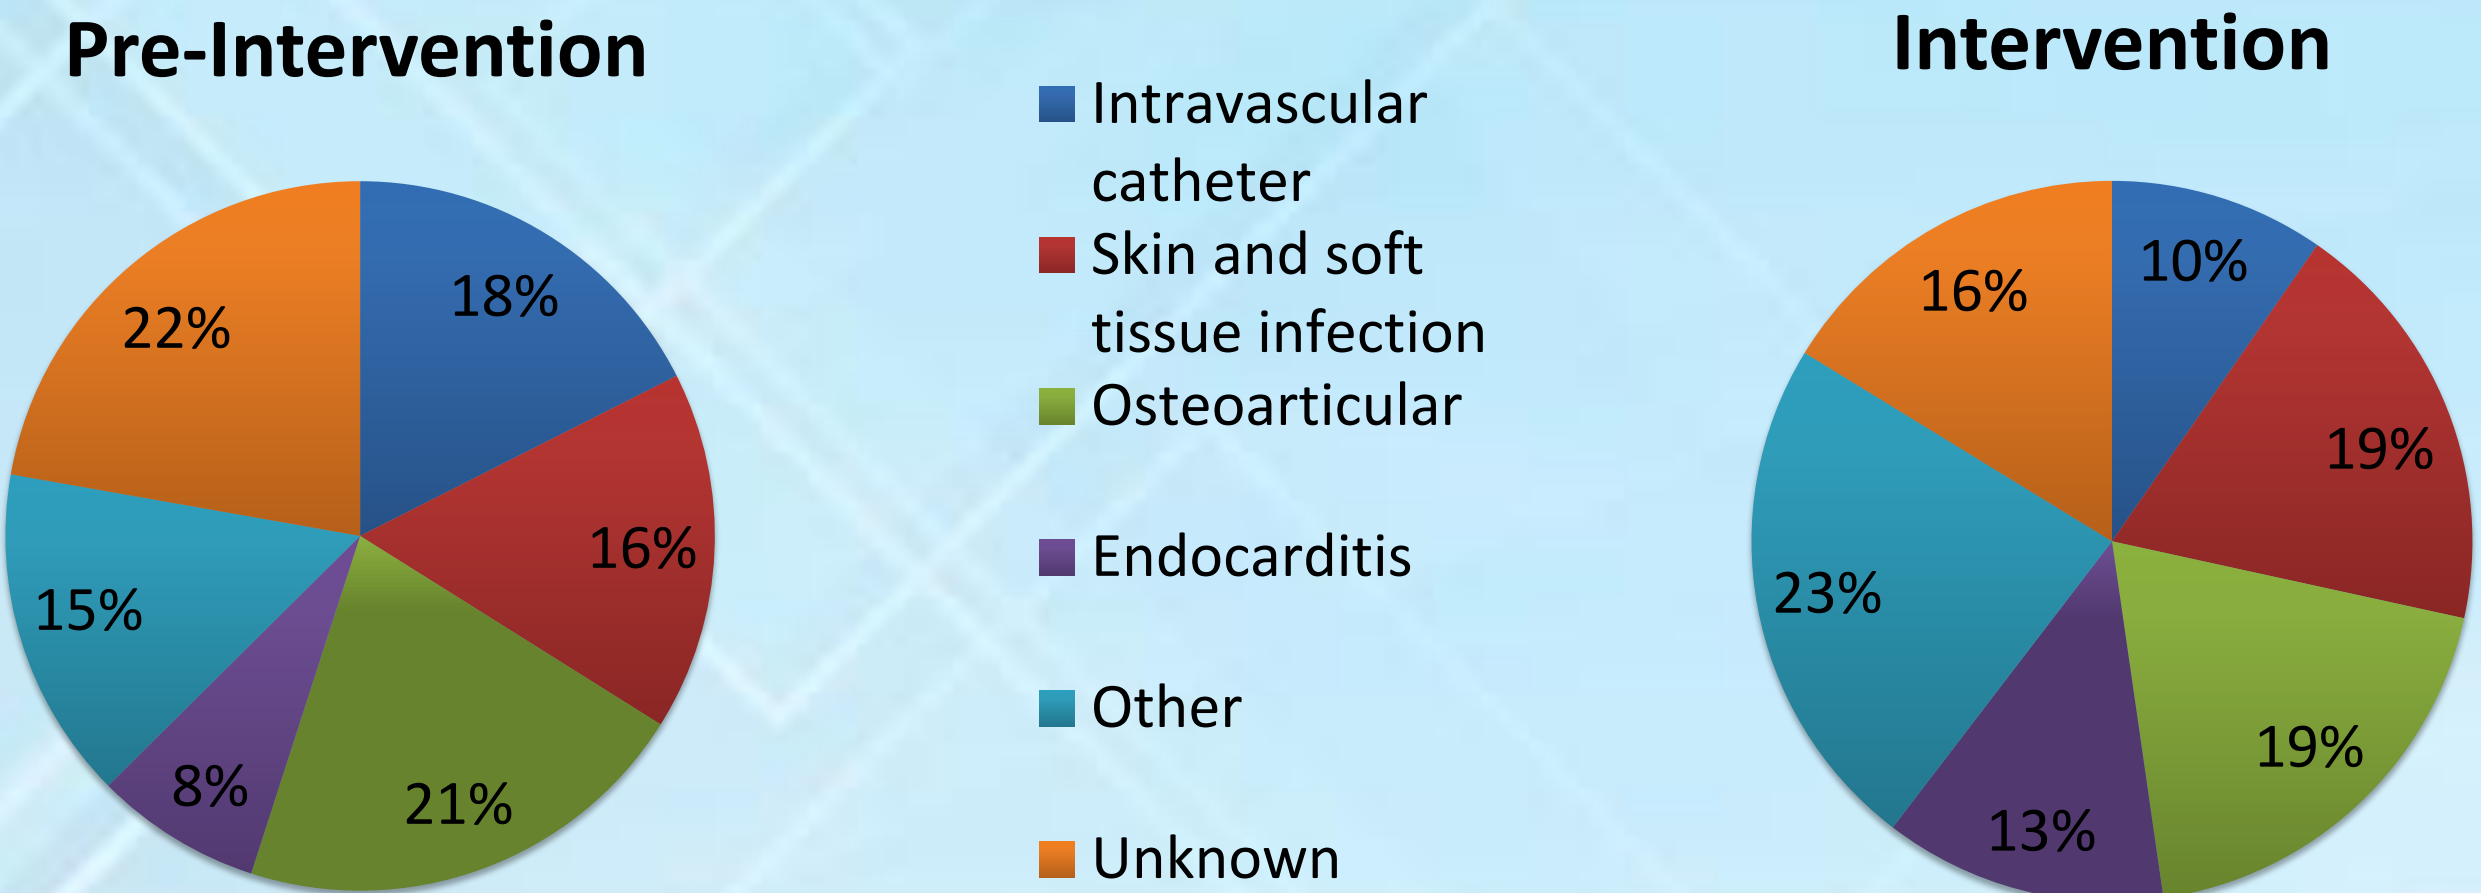 Pre-Intervention
18%
16%
21%
8%
15%
22%
Intravascular
catheter
Skin and soft
tissue infection
Osteoarticular
Endocarditis
Other
Unknown
Intervention
10%
19%
19%
13%
23%
16%